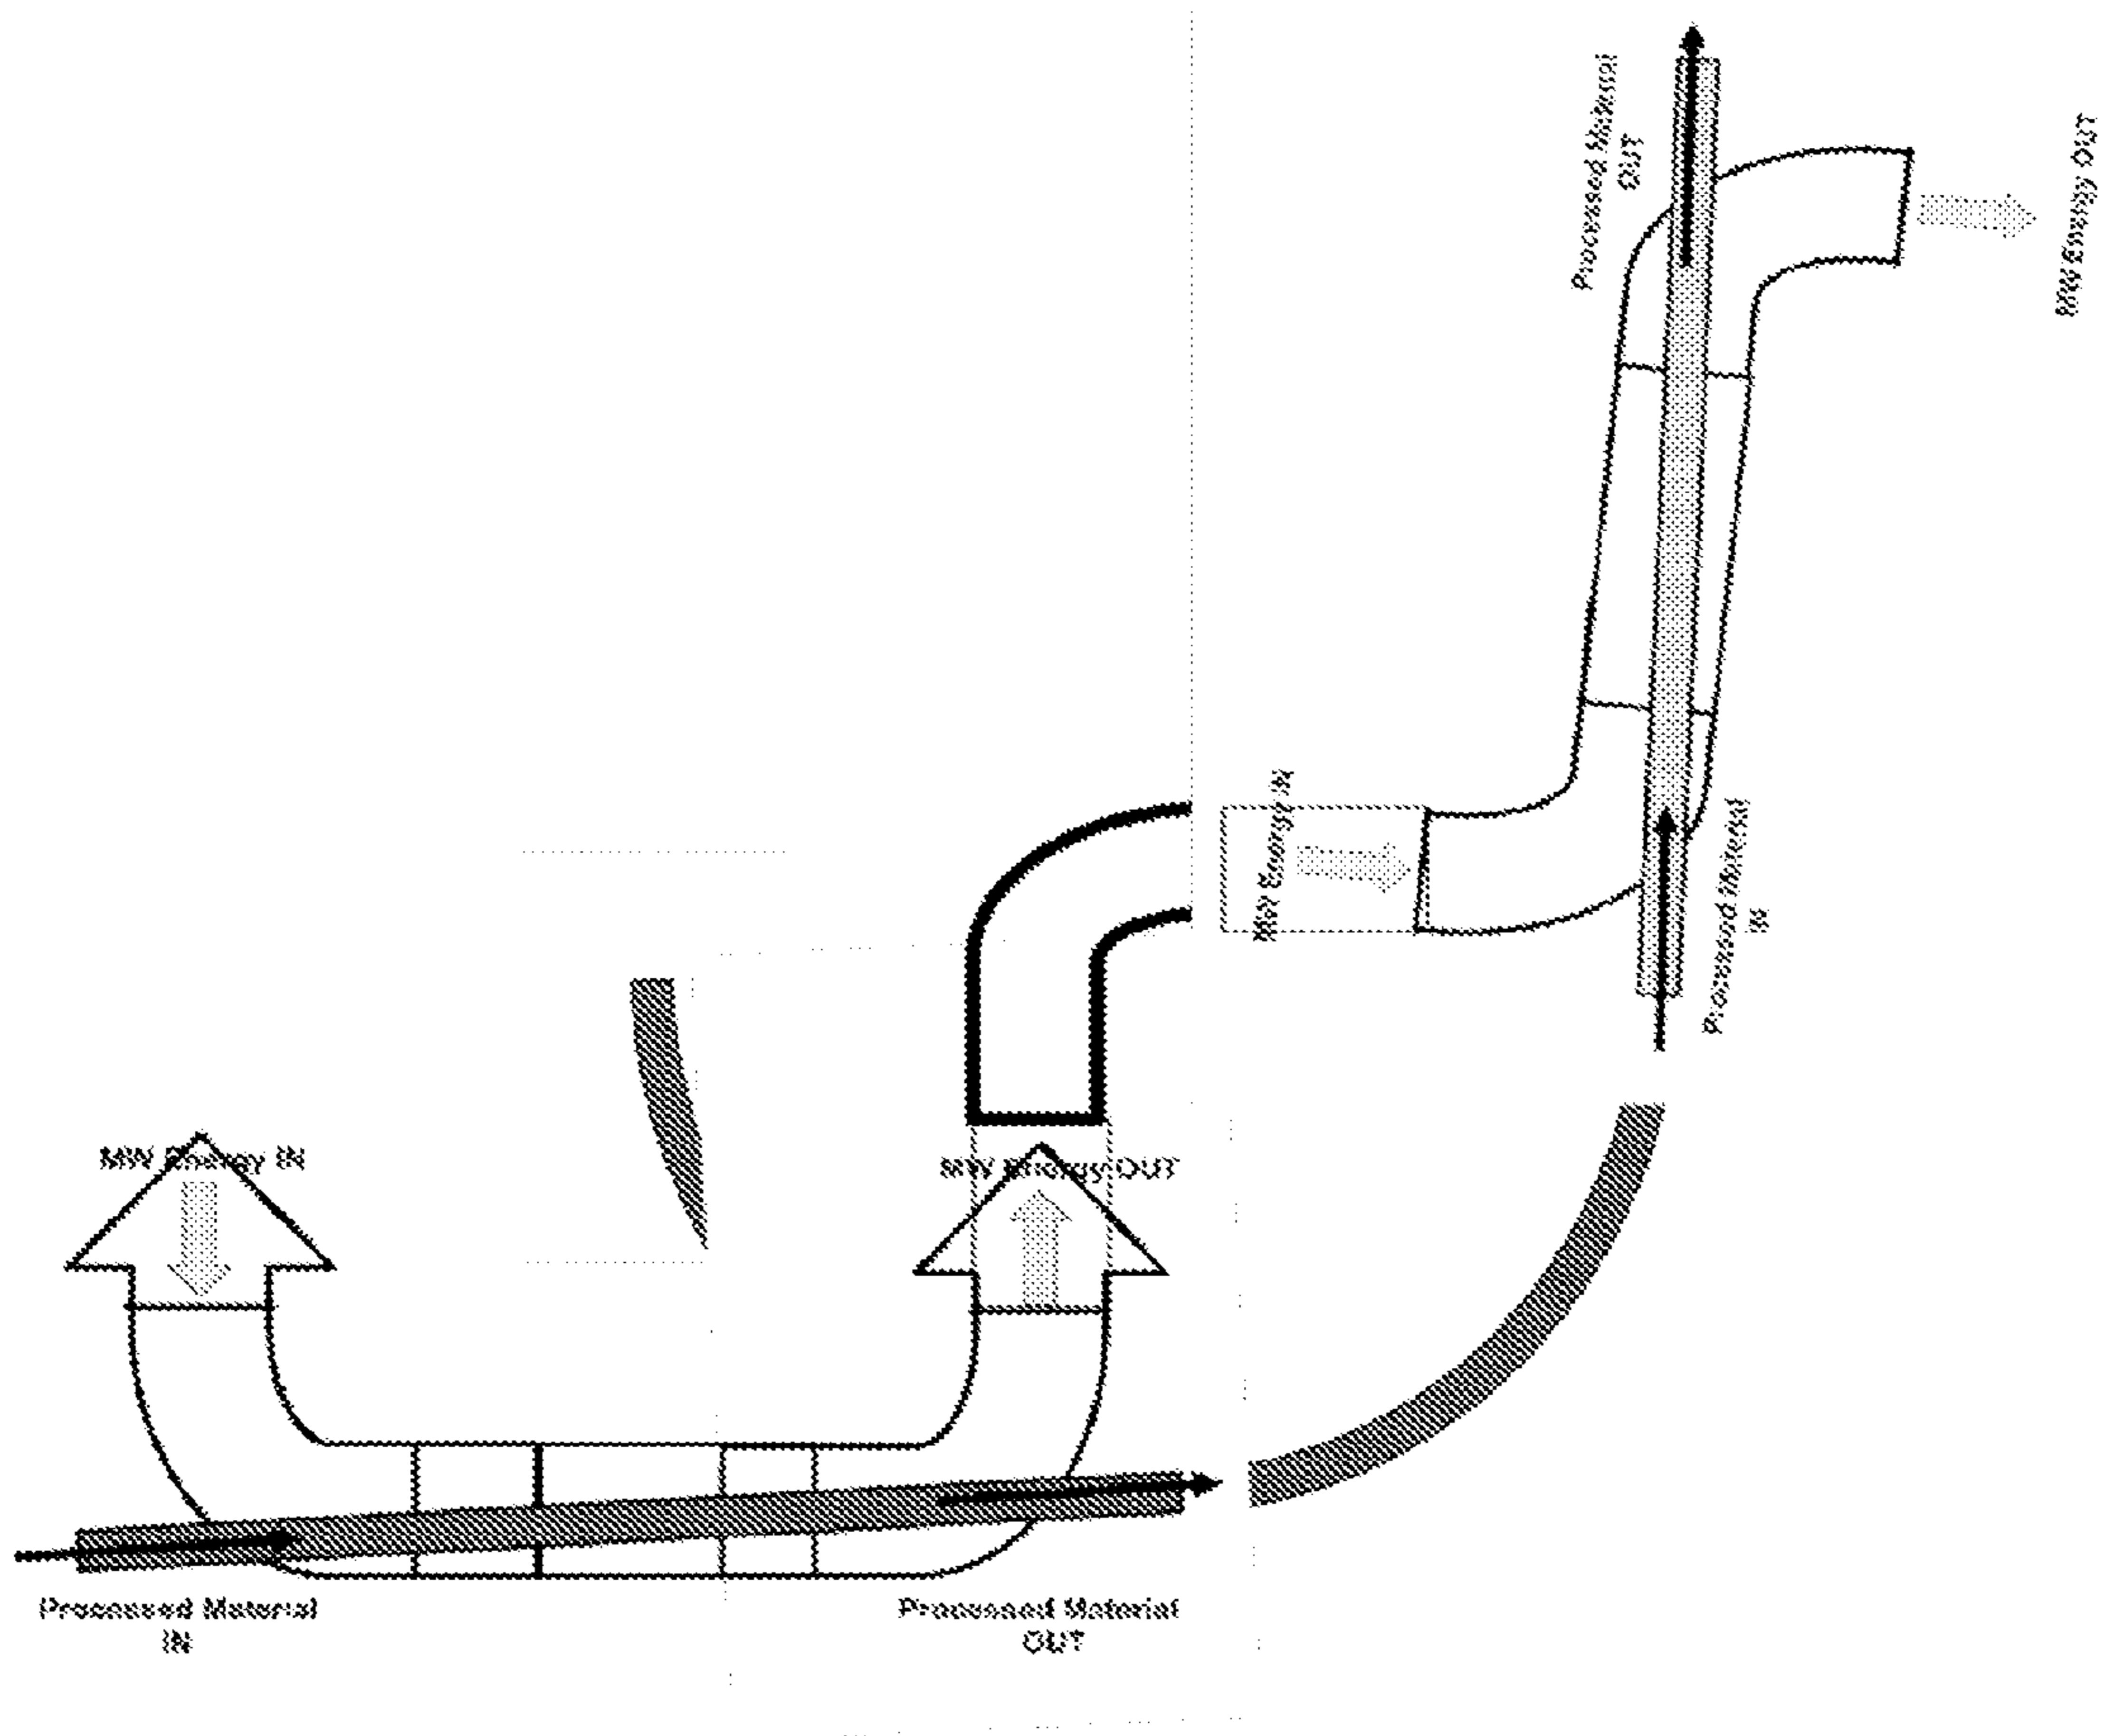 Processed Material
OUT
MW Energy OUT
MW Energy IN
Processed Material
IN
MW Energy IN
MW Energy OUT
Processed Material
IN
Processed Material
OUT